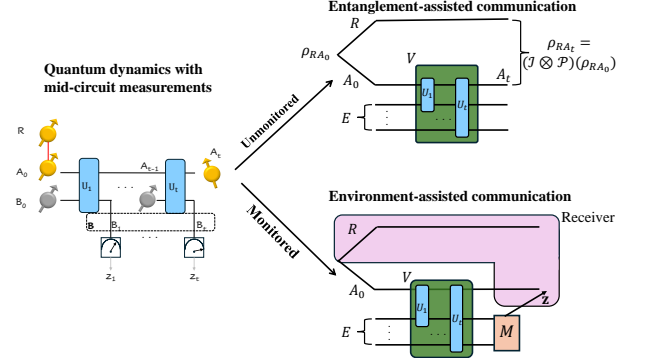 Entanglement-assisted communication
R
ρ_{RA_0}
A_0
V
U_1
U_t
. . .
E
A_t
ρ_{RA_t} =
(𝓘 ⊗ 𝒫)(ρ_{RA_0})
Quantum dynamics with
mid-circuit measurements
R
A_0
B_0
U_1
A_{t-1}
. . .
U_t
A_t
B
B_1
B_t
. . .
z_1
z_t
Unmonitored
Monitored
Environment-assisted communication
Receiver
R
A_0
V
U_1
U_t
. . .
E
z
M